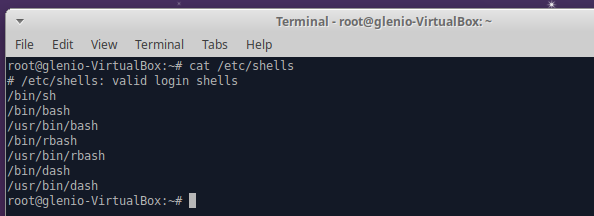 Terminal - root@glenio-VirtualBox: ~
File Edit View Terminal Tabs Help
root@glenio-VirtualBox:~# cat /etc/shells
# /etc/shells: valid login shells
/bin/sh
/bin/bash
/usr/bin/bash
/bin/rbash
/usr/bin/rbash
/bin/dash
/usr/bin/dash
root@glenio-VirtualBox:~#